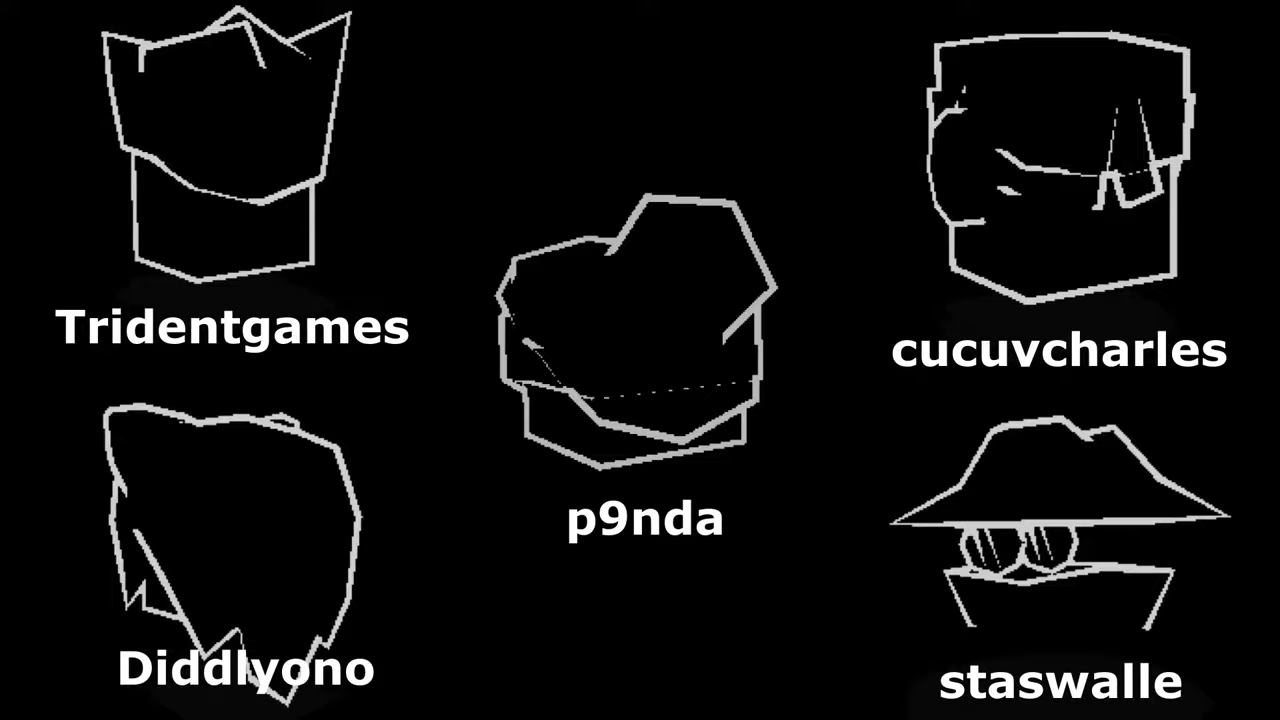 Tridentgames
cucuvcharles
p9nda
Diddlyono
staswalle